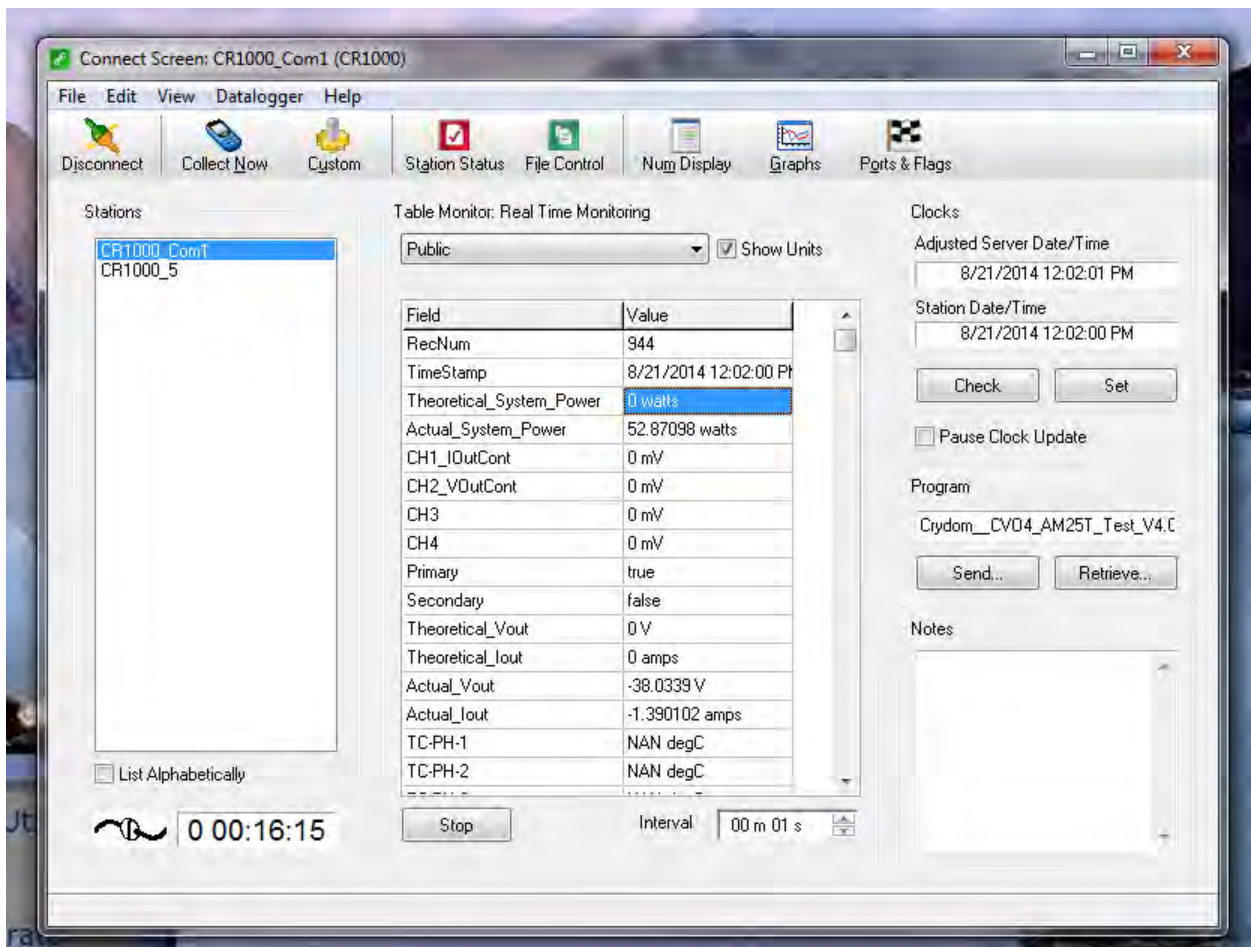 Connect Screen: CR1000_Com1 (CR1000)
File Edit View Datalogger Help
Disconnect Collect Now Custom Station Status File Control Num Display Graphs Ports & Flags
Stations
CR1000_Com1
CR1000_5
List Alphabetically
0 00:16:15
Table Monitor: Real Time Monitoring
Public Show Units
Field Value
RecNum 944
TimeStamp 8/21/2014 12:02:00 PM
Theoretical_System_Power 0 watts
Actual_System_Power 52.87098 watts
CH1_IOutCont 0 mV
CH2_VOutCont 0 mV
CH3 0 mV
CH4 0 mV
Primary true
Secondary false
Theoretical_Vout 0 V
Theoretical_Iout 0 amps
Actual_Vout -38.0339 V
Actual_Iout -1.390102 amps
TC-PH-1 NAN degC
TC-PH-2 NAN degC
Stop Interval 00 m 01 s
Clocks
Adjusted Server Date/Time
8/21/2014 12:02:01 PM
Station Date/Time
8/21/2014 12:02:00 PM
Check Set
Pause Clock Update
Program
Crydom__CVO4_AM25T_Test_V4.
Send... Retrieve...
Notes